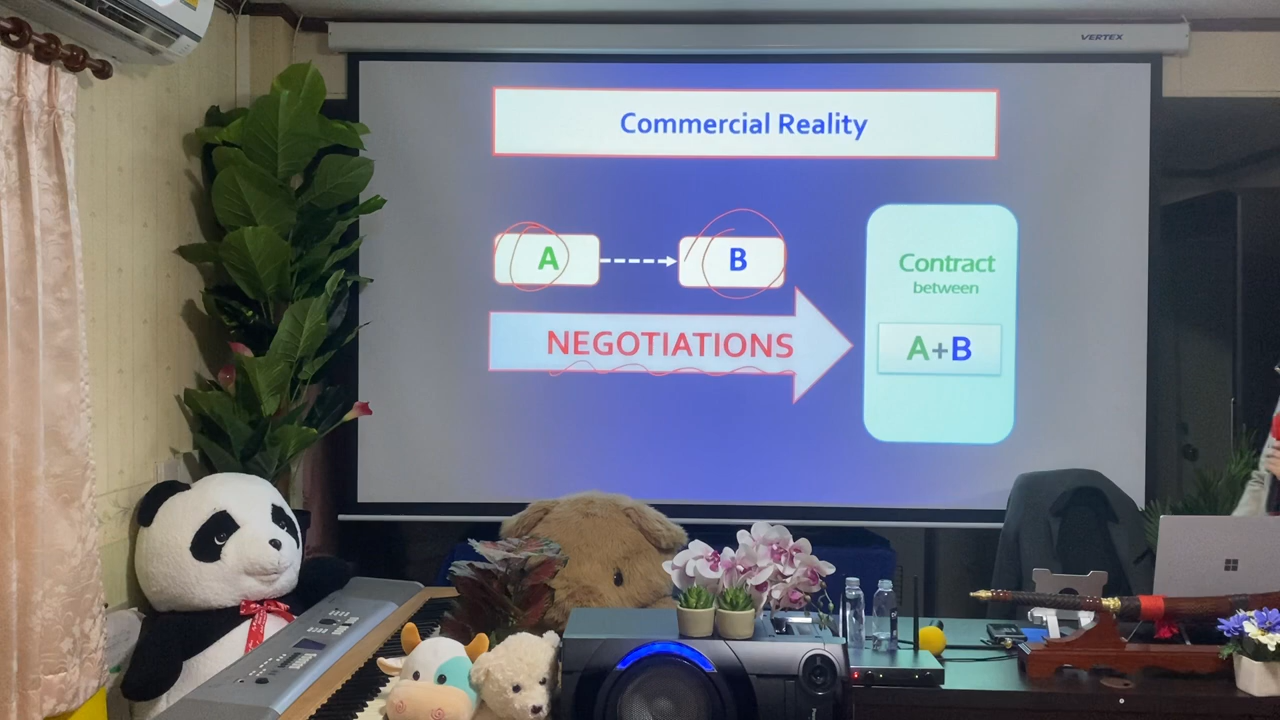 VERTEX
Commercial Reality
A
B
NEGOTIATIONS
Contract
between
A+B